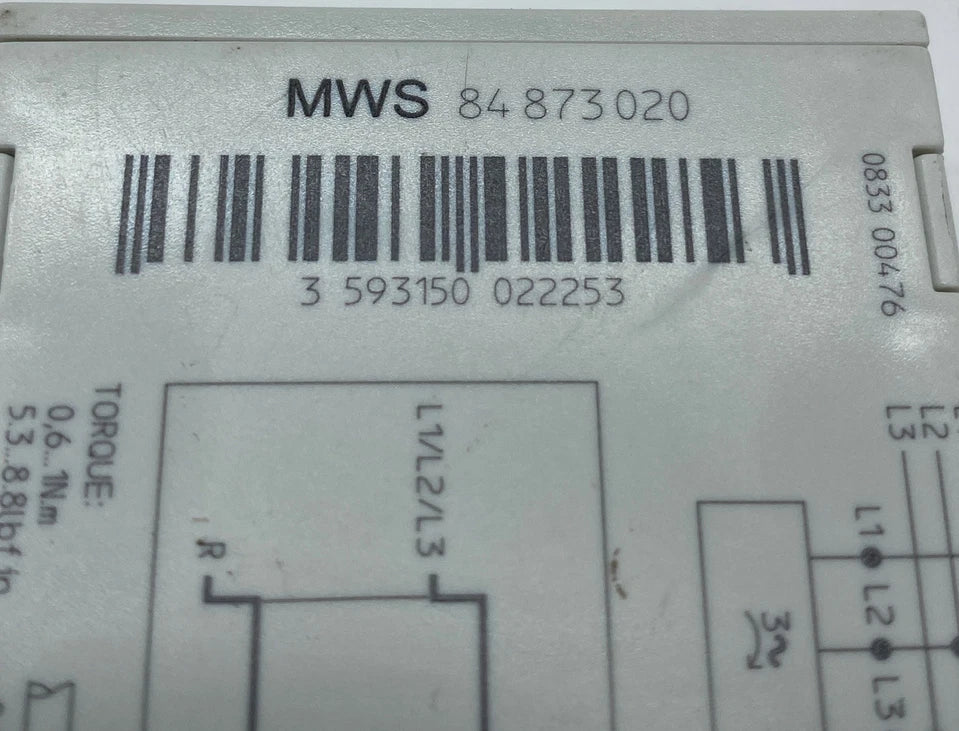 MWS 84 873 020
3 593150 022253
0833 00476
TORQUE:
0,6...1N.m
5.3...8.8lbf in
L1/L2/L3
R
L2
L3
L1
L2
L3
3~